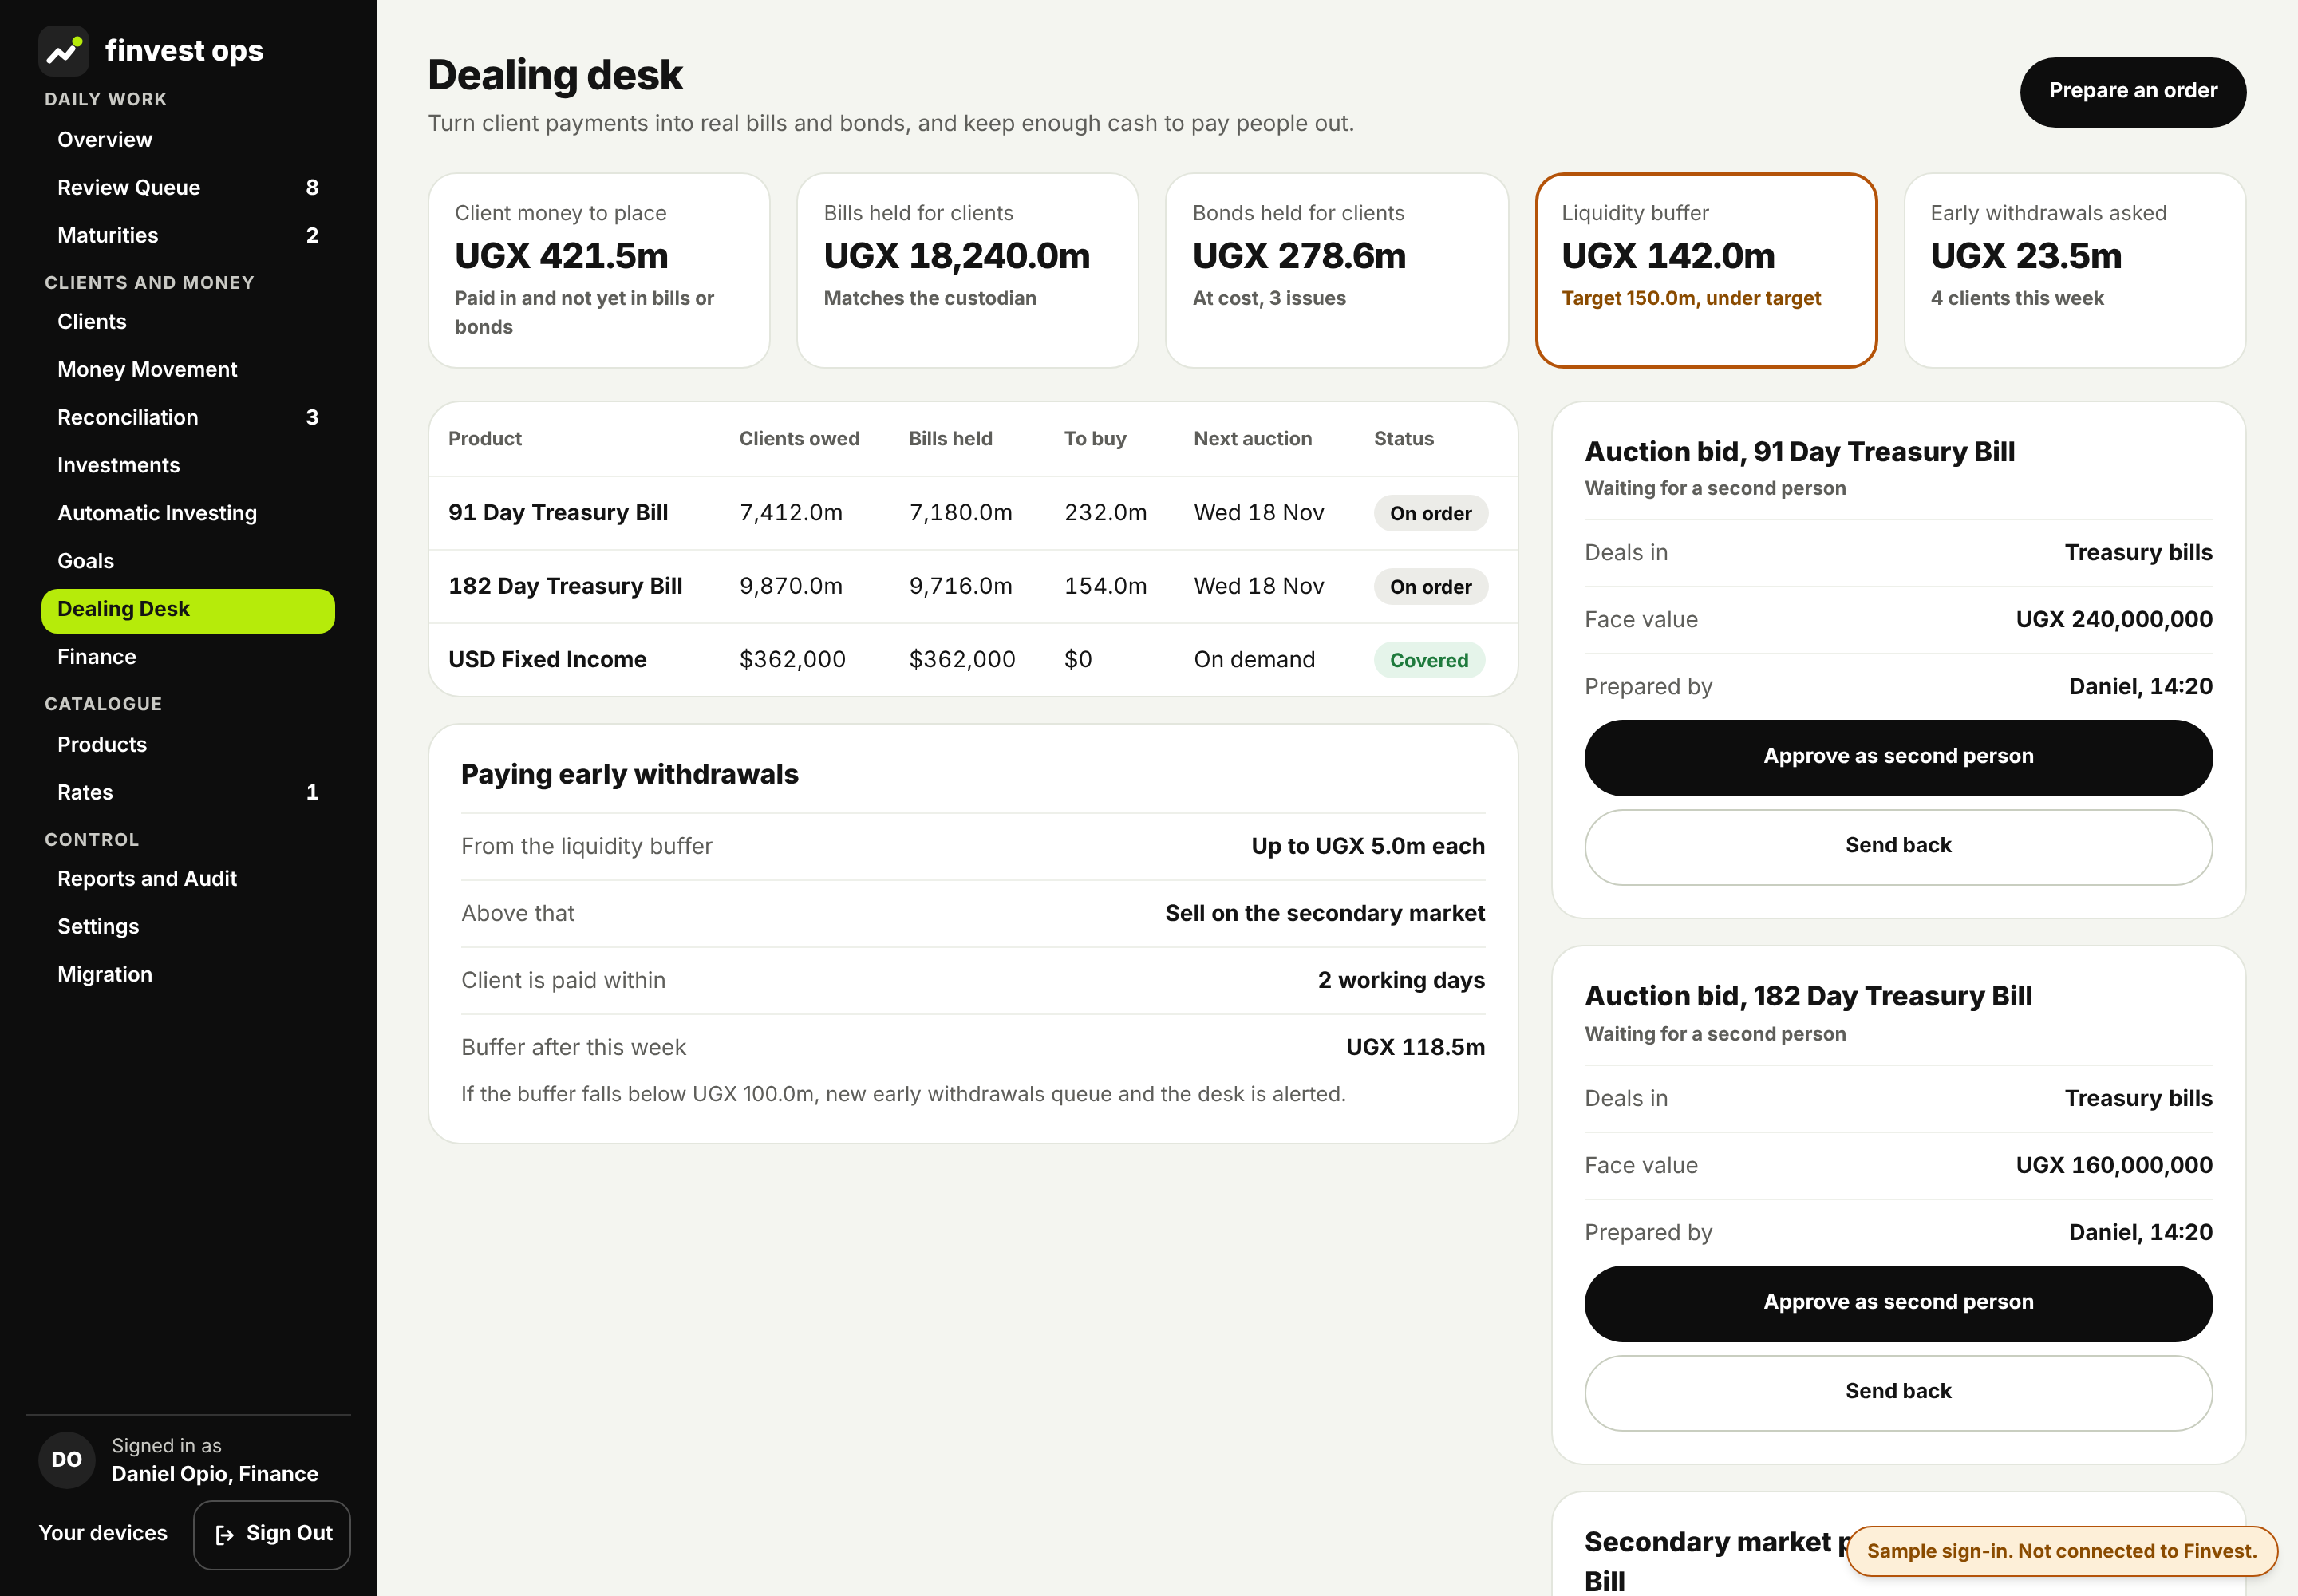 finvest ops
DAILY WORK
Overview
Review Queue 8
Maturities 2
CLIENTS AND MONEY
Clients
Money Movement
Reconciliation 3
Investments
Automatic Investing
Goals
Dealing Desk
Finance
CATALOGUE
Products
Rates 1
CONTROL
Reports and Audit
Settings
Migration
DO
Signed in as
Daniel Opio, Finance
Your devices
Sign Out
Dealing desk
Turn client payments into real bills and bonds, and keep enough cash to pay people out.
Prepare an order
Client money to place
UGX 421.5m
Paid in and not yet in bills or
bonds
Bills held for clients
UGX 18,240.0m
Matches the custodian
Bonds held for clients
UGX 278.6m
At cost, 3 issues
Liquidity buffer
UGX 142.0m
Target 150.0m, under target
Early withdrawals asked
UGX 23.5m
4 clients this week
Product Clients owed Bills held To buy Next auction Status
91 Day Treasury Bill 7,412.0m 7,180.0m 232.0m Wed 18 Nov On order
182 Day Treasury Bill 9,870.0m 9,716.0m 154.0m Wed 18 Nov On order
USD Fixed Income $362,000 $362,000 $0 On demand Covered
Paying early withdrawals
From the liquidity buffer Up to UGX 5.0m each
Above that Sell on the secondary market
Client is paid within 2 working days
Buffer after this week UGX 118.5m
If the buffer falls below UGX 100.0m, new early withdrawals queue and the desk is alerted.
Auction bid, 91 Day Treasury Bill
Waiting for a second person
Deals in Treasury bills
Face value UGX 240,000,000
Prepared by Daniel, 14:20
Approve as second person
Send back
Auction bid, 182 Day Treasury Bill
Waiting for a second person
Deals in Treasury bills
Face value UGX 160,000,000
Prepared by Daniel, 14:20
Approve as second person
Send back
Secondary market
Bill
Sample sign-in. Not connected to Finvest.